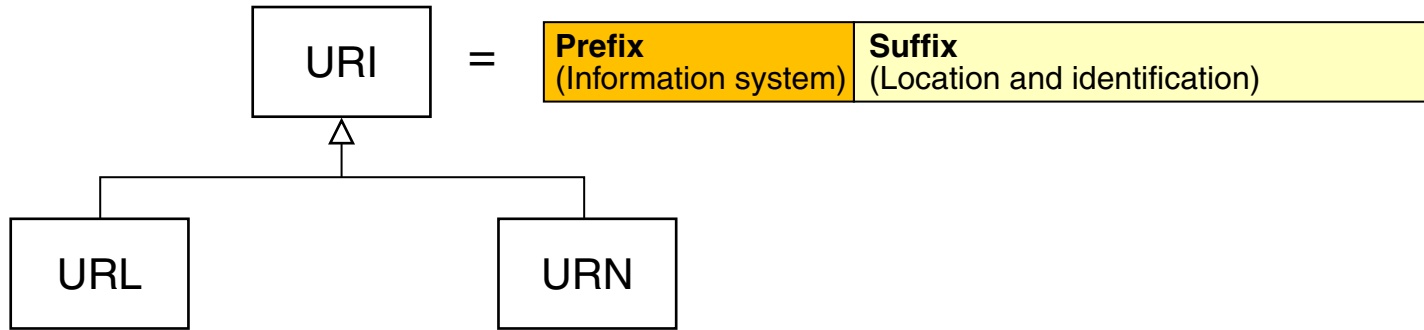 URI = Prefix Suffix
(Information system) (Location and identification)
URL URN